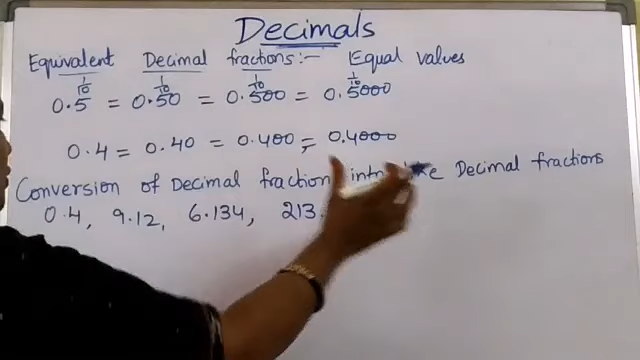 Decimals
Equivalent Decimal fractions:- Equal values
1/10 1/10 1/10 1/10
0.5 = 0.50 = 0.500 = 0.5000
0.4 = 0.40 = 0.400 = 0.4000
Conversion of Decimal fraction into Decimal fractions
0.4, 9.12, 6.134, 213.